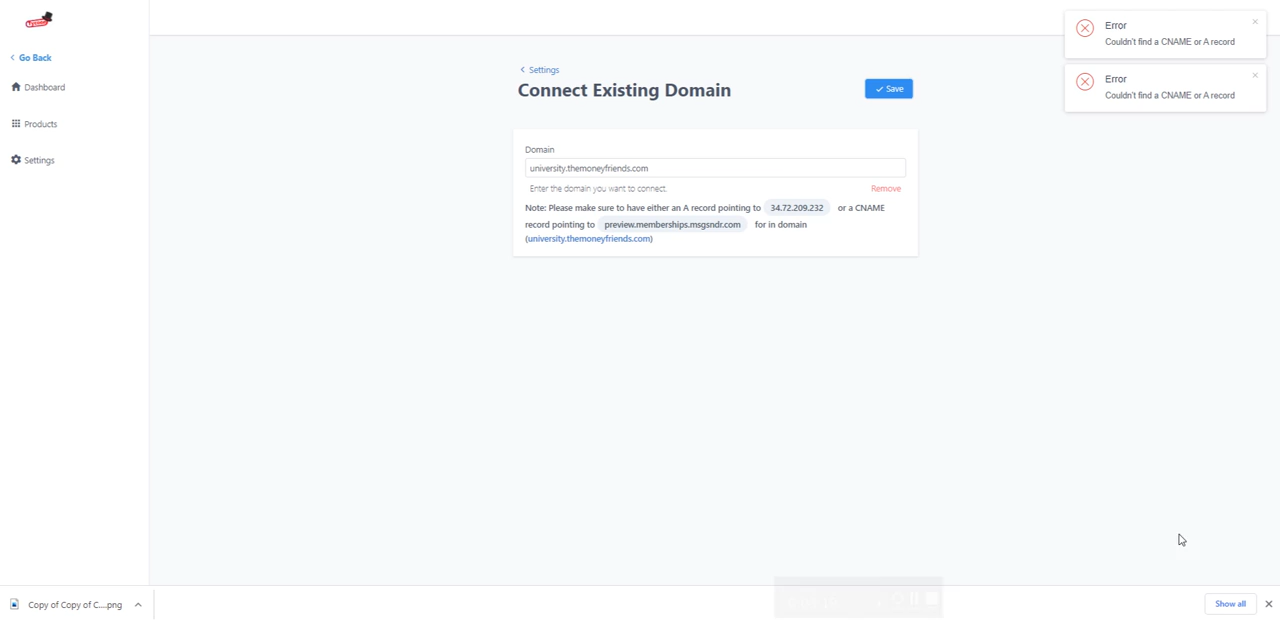 Go Back
Dashboard
Products
Settings
Settings
Connect Existing Domain
Save
Domain
university.themoneyfriends.com
Enter the domain you want to connect.
Remove
Note: Please make sure to have either an A record pointing to 34.72.209.232 or a CNAME
record pointing to preview.memberships.msgsndr.com for in domain
(university.themoneyfriends.com)
Error
Couldn't find a CNAME or A record
Error
Couldn't find a CNAME or A record
Copy of Copy of C....png
Show all